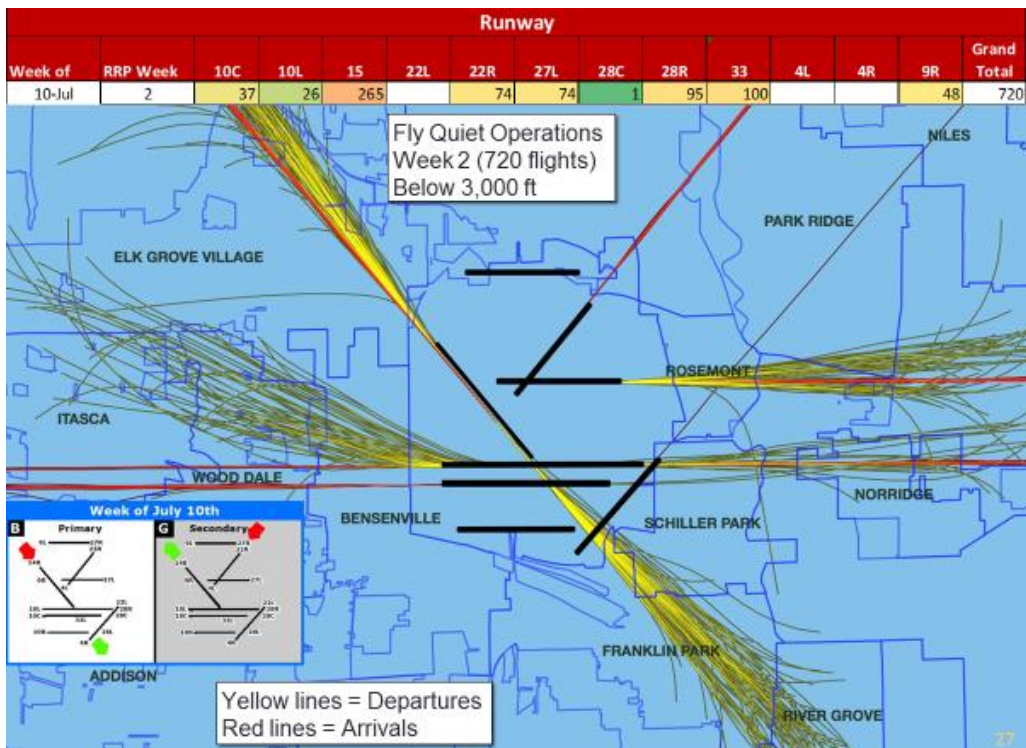 Runway
Week of RRP Week 10C 10L 15 22L 22R 27L 28C 28R 33 4L 4R 9R Grand Total
10-Jul 2 37 26 265 74 74 1 95 100 48 720
Fly Quiet Operations
Week 2 (720 flights)
Below 3,000 ft
NILES
PARK RIDGE
ELK GROVE VILLAGE
ROSEMONT
ITASCA
WOOD DALE
NORRIDGE
BENSENVILLE
SCHILLER PARK
Week of July 10th
B Primary
G Secondary
FRANKLIN PARK
ADDISON
RIVER GROVE
Yellow lines = Departures
Red lines = Arrivals
27